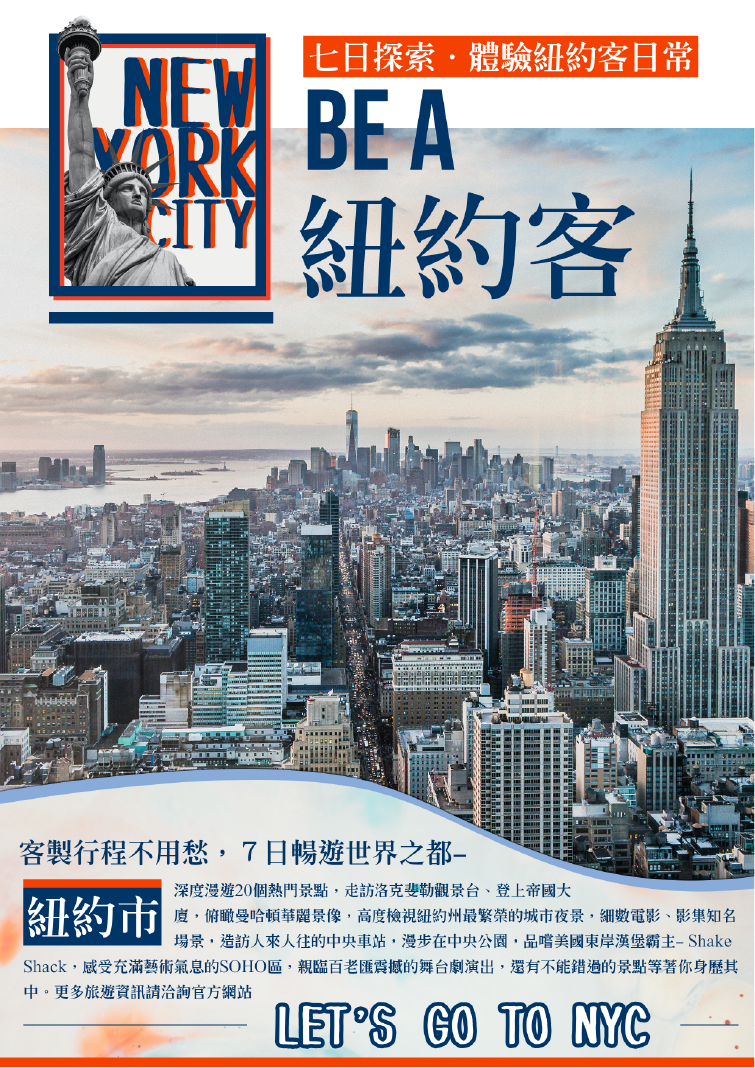 NEW
YORK
CITY
七日探索．體驗紐約客日常
BE A
紐約客
客製行程不用愁，７日暢遊世界之都–
紐約市
深度漫遊20個熱門景點，走訪洛克斐勒觀景台、登上帝國大
廈，俯瞰曼哈頓華麗景像，高度檢視紐約州最繁榮的城市夜景，細數電影、影集知名
場景，造訪人來人往的中央車站，漫步在中央公園，品嚐美國東岸漢堡霸主– Shake
Shack，感受充滿藝術氣息的SOHO區，親臨百老匯震撼的舞台劇演出，還有不能錯過的景點等著你身歷其
中。更多旅遊資訊請洽詢官方網站
LET'S GO TO NYC